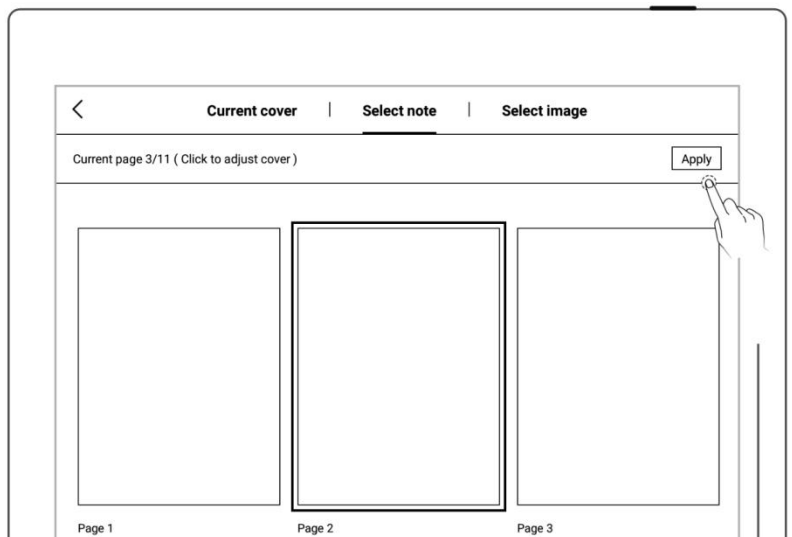 Current cover | Select note | Select image
Current page 3/11 ( Click to adjust cover ) Apply
Page 1 Page 2 Page 3